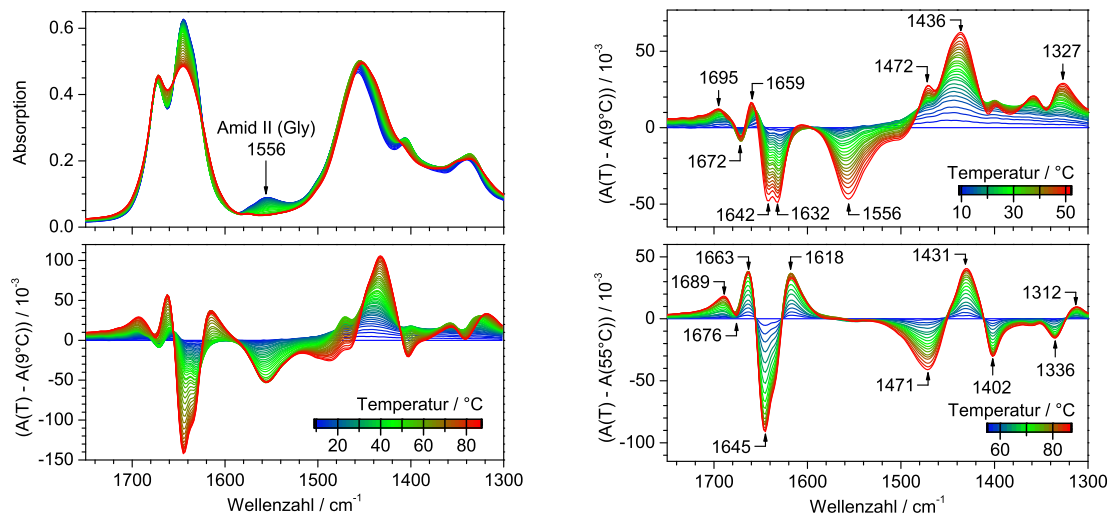 0.6
0.4
0.2
0.0
Absorption
Amid II (Gly)
1556
100
50
0
-50
-100
-150
(A(T) - A(9°C)) / 10⁻³
Temperatur / °C
20 40 60 80
1700 1600 1500 1400 1300
Wellenzahl / cm⁻¹
50
0
-50
(A(T) - A(9°C)) / 10⁻³
1436
1472
1327
1695
1659
1672
1642
1632
1556
Temperatur / °C
10 30 50
50
0
-50
-100
(A(T) - A(55°C)) / 10⁻³
1663
1618
1431
1689
1312
1676
1471
1402
1336
1645
Temperatur / °C
60 80
1700 1600 1500 1400 1300
Wellenzahl / cm⁻¹